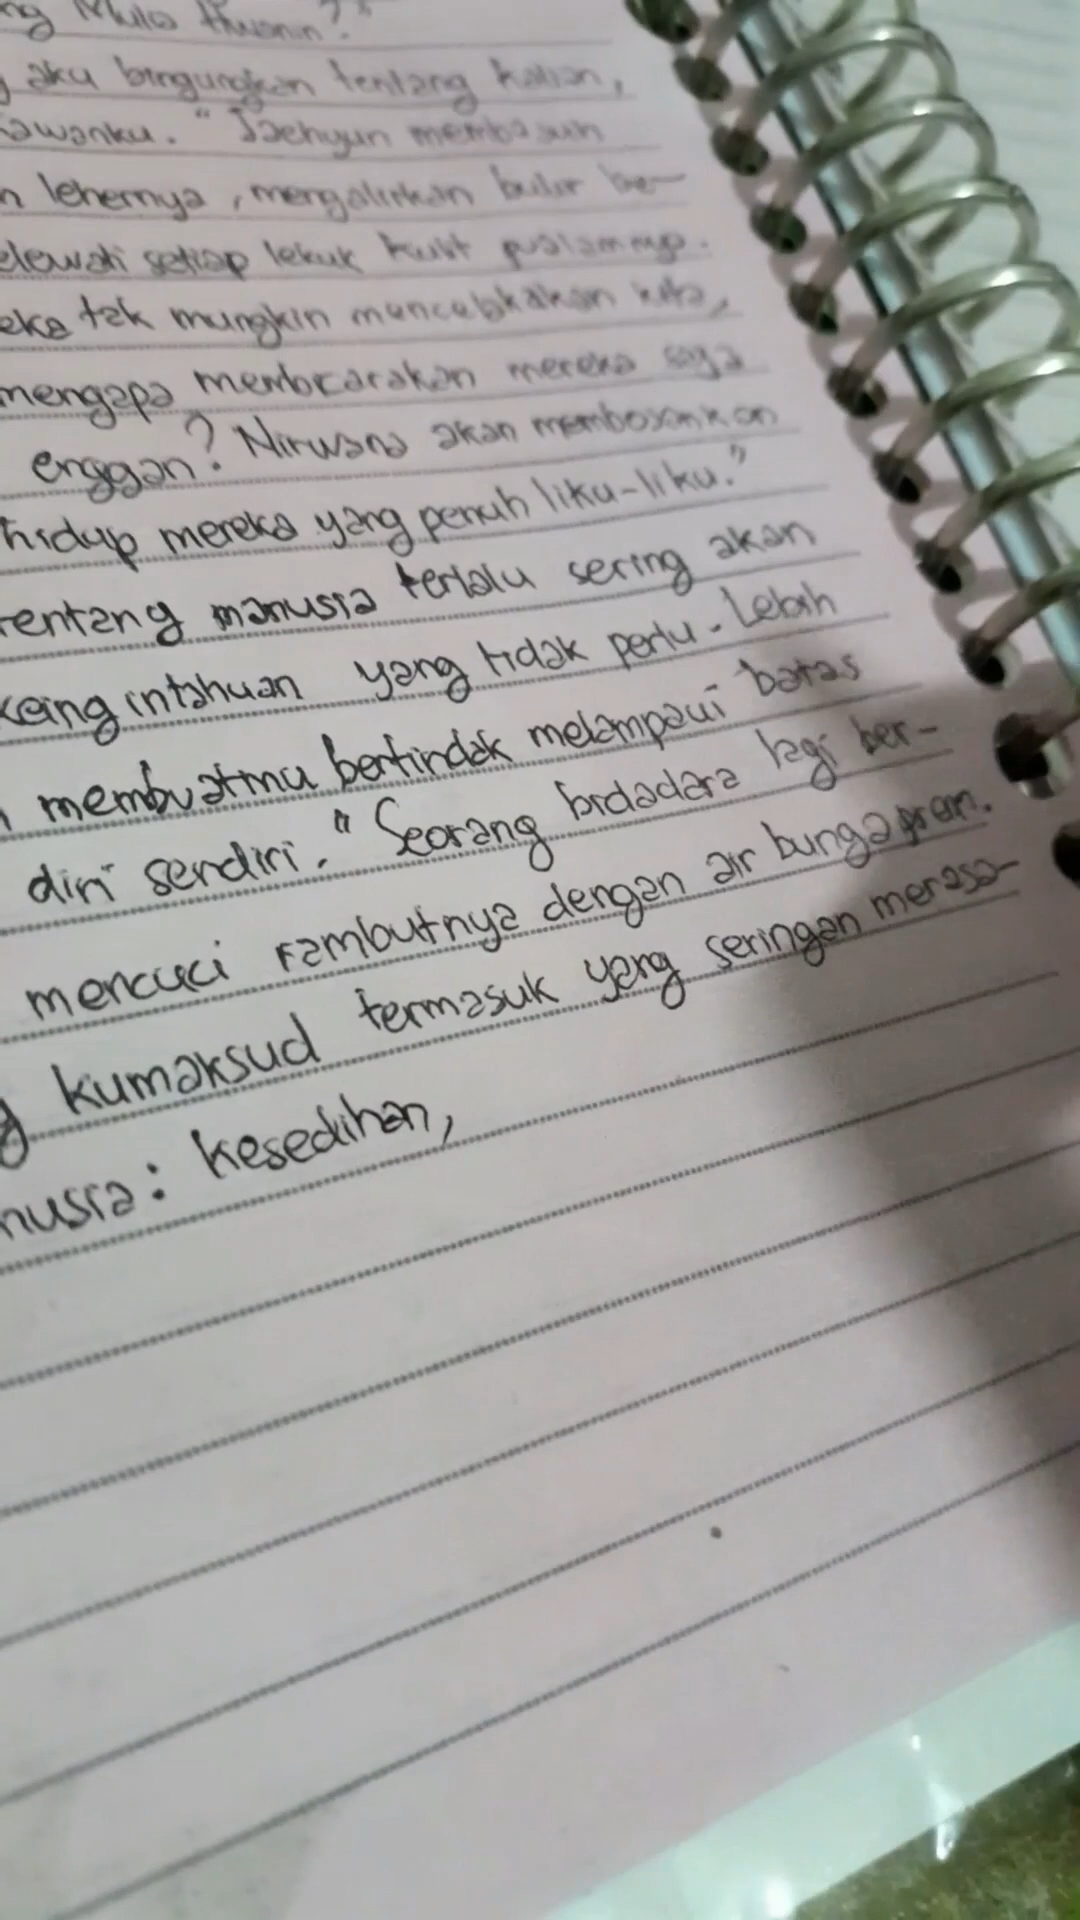 aku bingungkan tentang kalian,
awanku." Jaehyun membasuh
lehernya, mengalirkan bulir be-
setiap lekuk kulit pualamnya.
tak mungkin mencelakakan kita,
mengapa membicarakan mereka saja
enggan? Nirwana akan membosankan
hidup mereka yang penuh liku-liku."
tentang manusia terlalu sering akan
keingintahuan yang tidak perlu. Lebih
membuatmu bertindak melampaui batas
diri sendiri." Seorang bidadara lagi ber-
mencuci rambutnya dengan air bunga
kumaksud termasuk yang seringan merasa-
nusia: kesedihan,